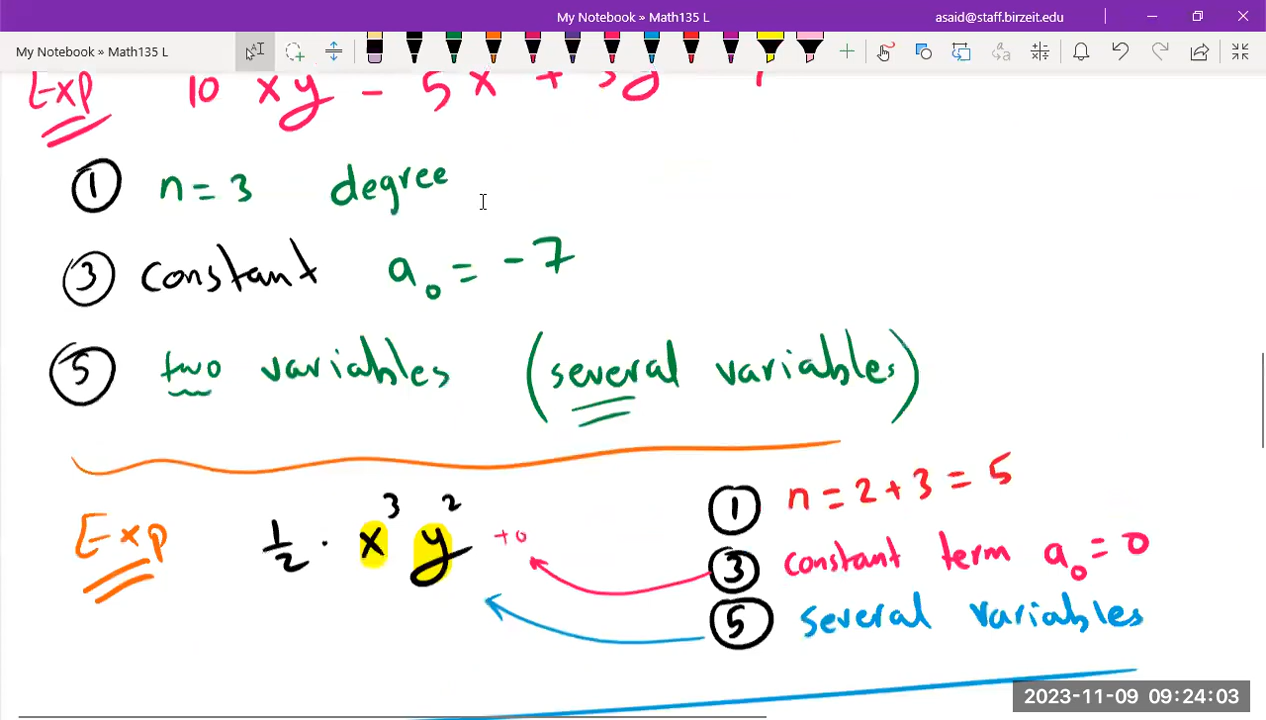 My Notebook » Math135 L
asaid@staff.birzeit.edu
My Notebook » Math135 L
Exp 10 xy - 5 x + 3y
① n = 3 degree
③ constant a₀ = -7
⑤ two variables (several variables)
Exp ½ · x³ y² +0
① n = 2 + 3 = 5
③ constant term a₀ = 0
⑤ several variables
2023-11-09 09:24:03